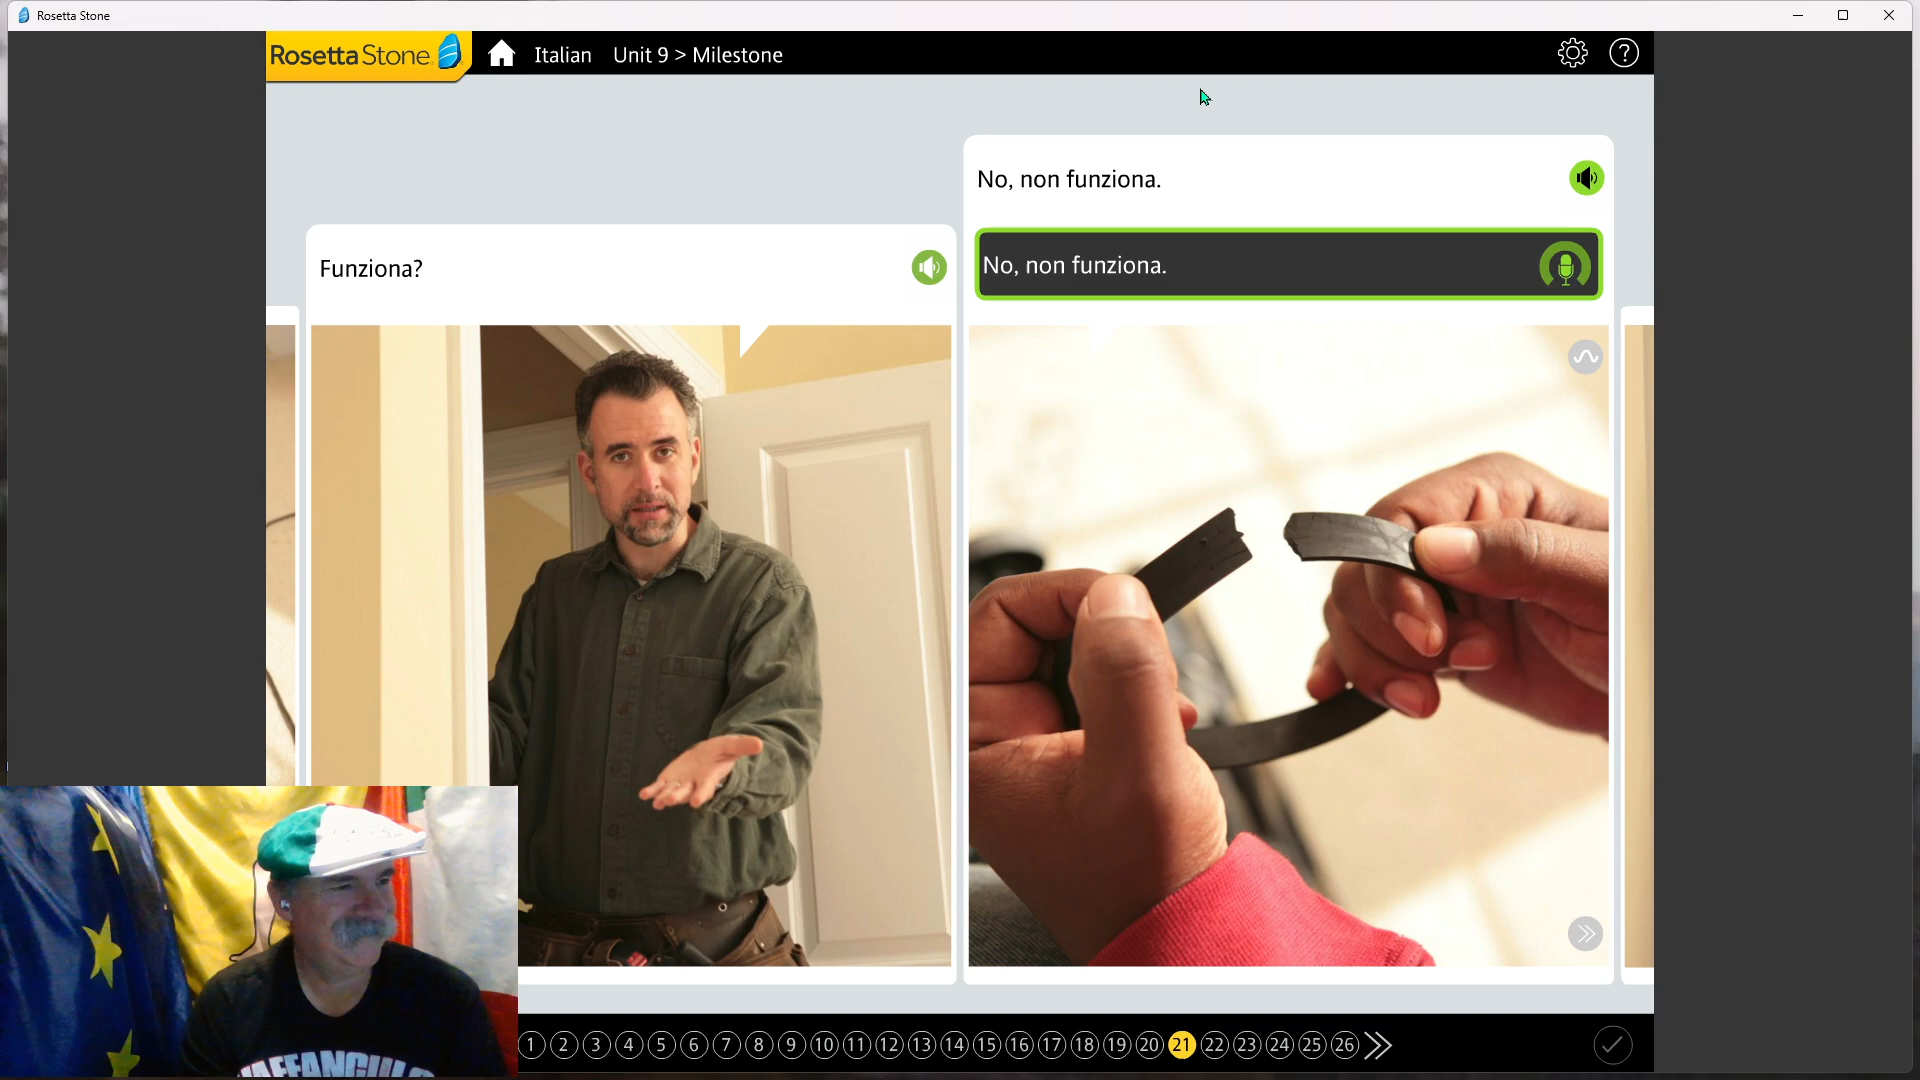 Rosetta Stone
RosettaStone Italian Unit 9 > Milestone
No, non funziona.
No, non funziona.
Funziona?
1 2 3 4 5 6 7 8 9 10 11 12 13 14 15 16 17 18 19 20 21 22 23 24 25 26